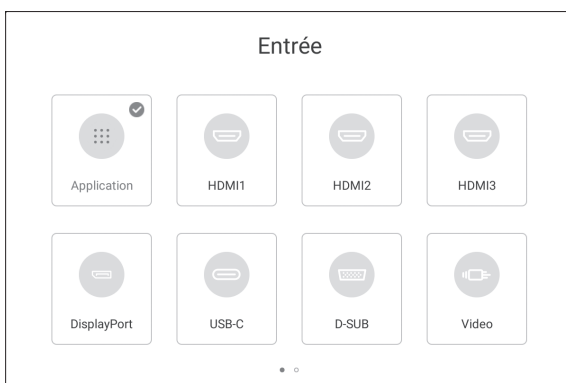 Entrée
Application
HDMI1
HDMI2
HDMI3
DisplayPort
USB-C
D-SUB
Video